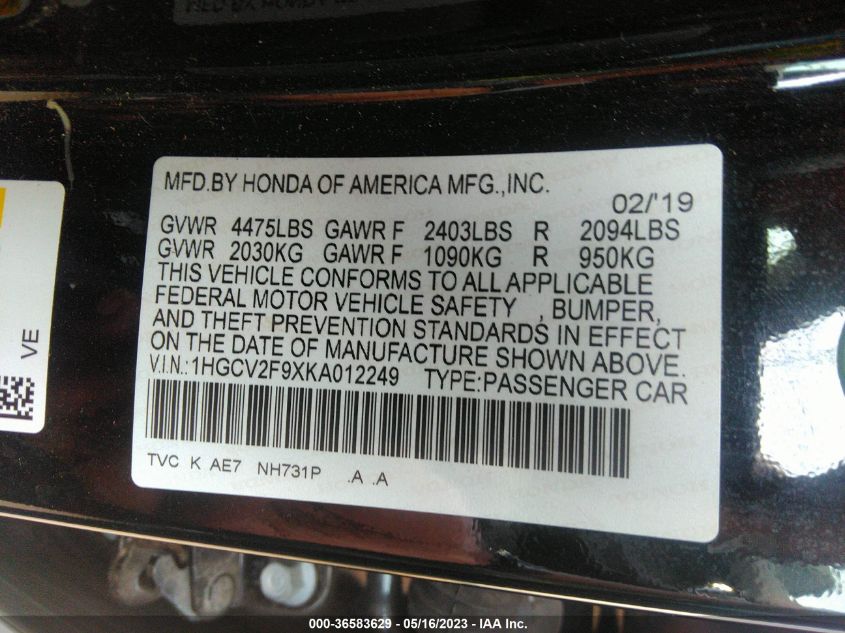 MFD.BY HONDA OF AMERICA MFG.,INC.
02/'19
GVWR 4475LBS GAWR F 2403LBS R 2094LBS
GVWR 2030KG GAWR F 1090KG R 950KG
THIS VEHICLE CONFORMS TO ALL APPLICABLE
FEDERAL MOTOR VEHICLE SAFETY , BUMPER,
AND THEFT PREVENTION STANDARDS IN EFFECT
ON THE DATE OF MANUFACTURE SHOWN ABOVE.
V.I.N.:1HGCV2F9XKA012249 TYPE:PASSENGER CAR
TVC K AE7 NH731P .A .A
VE
000-36583629 - 05/16/2023 - IAA Inc.